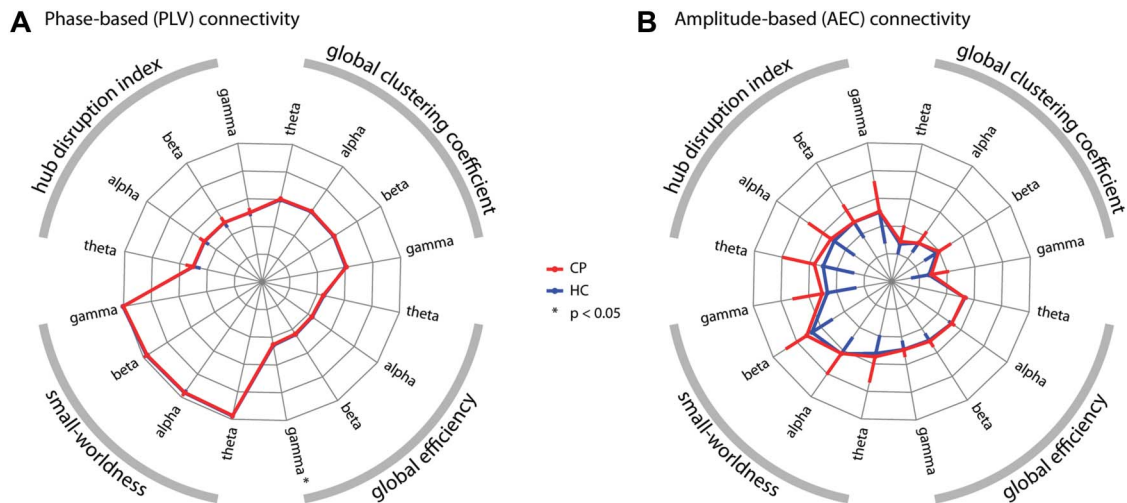 A Phase-based (PLV) connectivity
hub disruption index
global clustering coefficient
gamma
theta
beta
alpha
alpha
beta
theta
gamma
gamma
theta
beta
alpha
alpha
beta
theta
gamma *
small-worldness
global efficiency
CP
HC
* p < 0.05
B Amplitude-based (AEC) connectivity
hub disruption index
global clustering coefficient
gamma
theta
beta
alpha
alpha
beta
theta
gamma
gamma
theta
beta
alpha
alpha
beta
theta
gamma
small-worldness
global efficiency